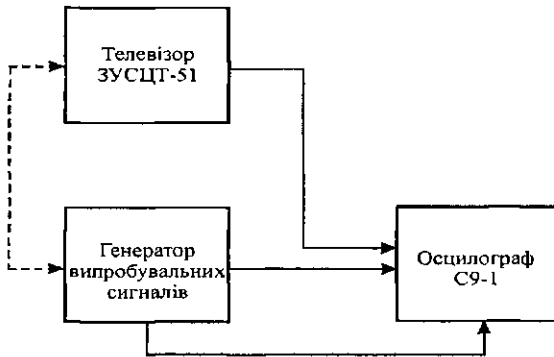 Телевізор
ЗУСЦТ-51
Генератор
випробувальних
сигналів
Осцилограф
С9-1